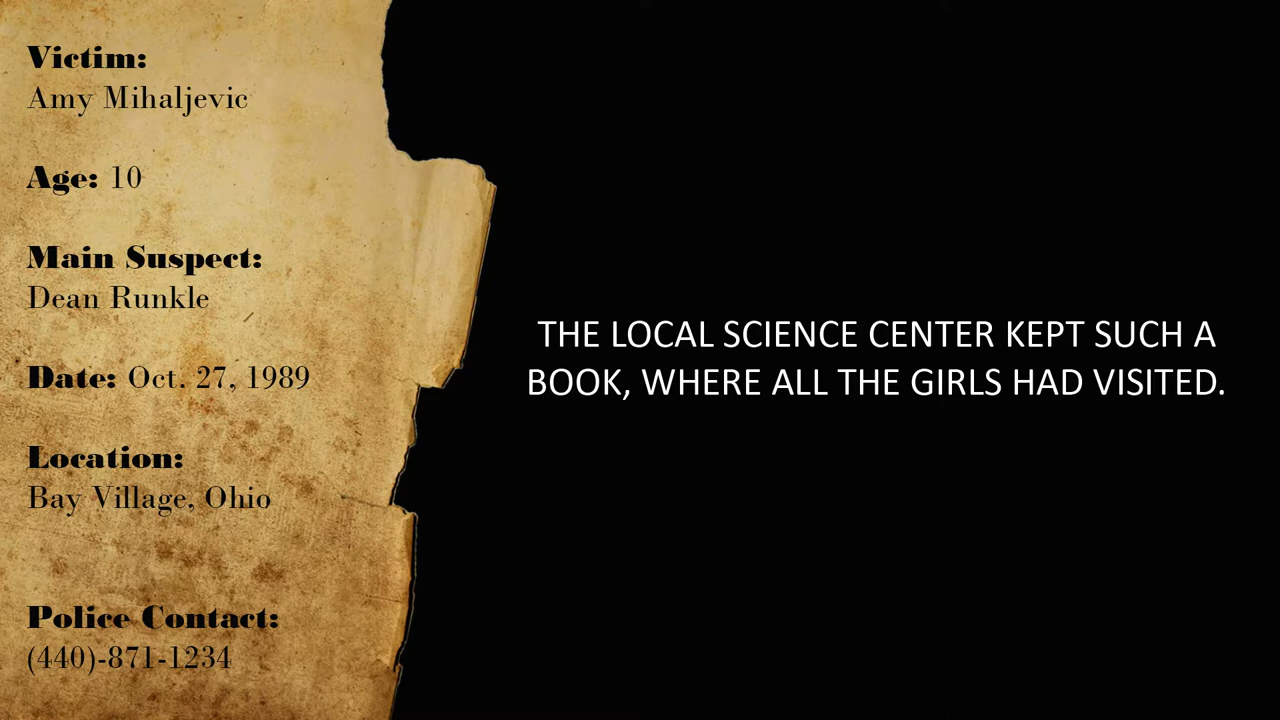 Victim:
Amy Mihaljevic
Age: 10
Main Suspect:
Dean Runkle
Date: Oct. 27, 1989
Location:
Bay Village, Ohio
Police Contact:
(440)-871-1234
THE LOCAL SCIENCE CENTER KEPT SUCH A
BOOK, WHERE ALL THE GIRLS HAD VISITED.